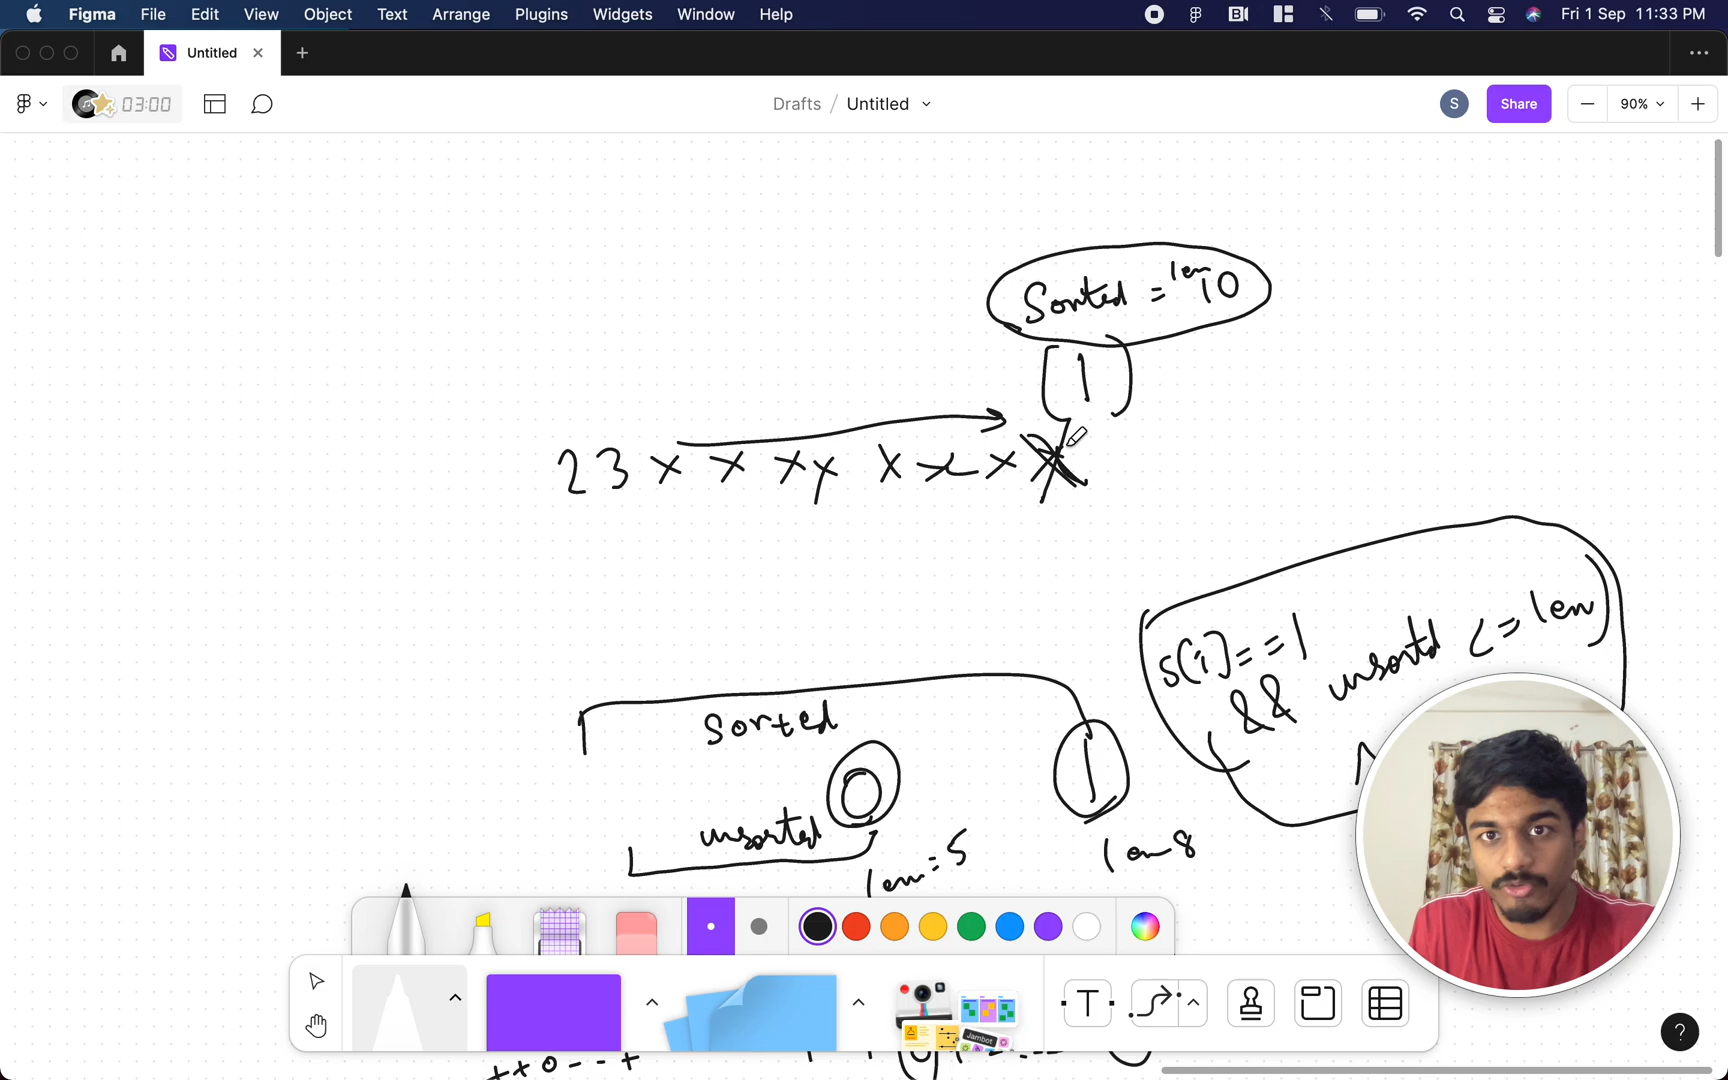 Figma File Edit View Object Text Arrange Plugins Widgets Window Help Fri 1 Sep 11:33 PM
Untitled
03:00 Drafts / Untitled S Share 90%
Sorted = len 10
[1]
2 3 x x x y x x x x
s[i] == 1
&& unsorted <= len
sorted
0 1
unsorted
len = 5
len 8
T
Jambot
?
x x 0 - - +